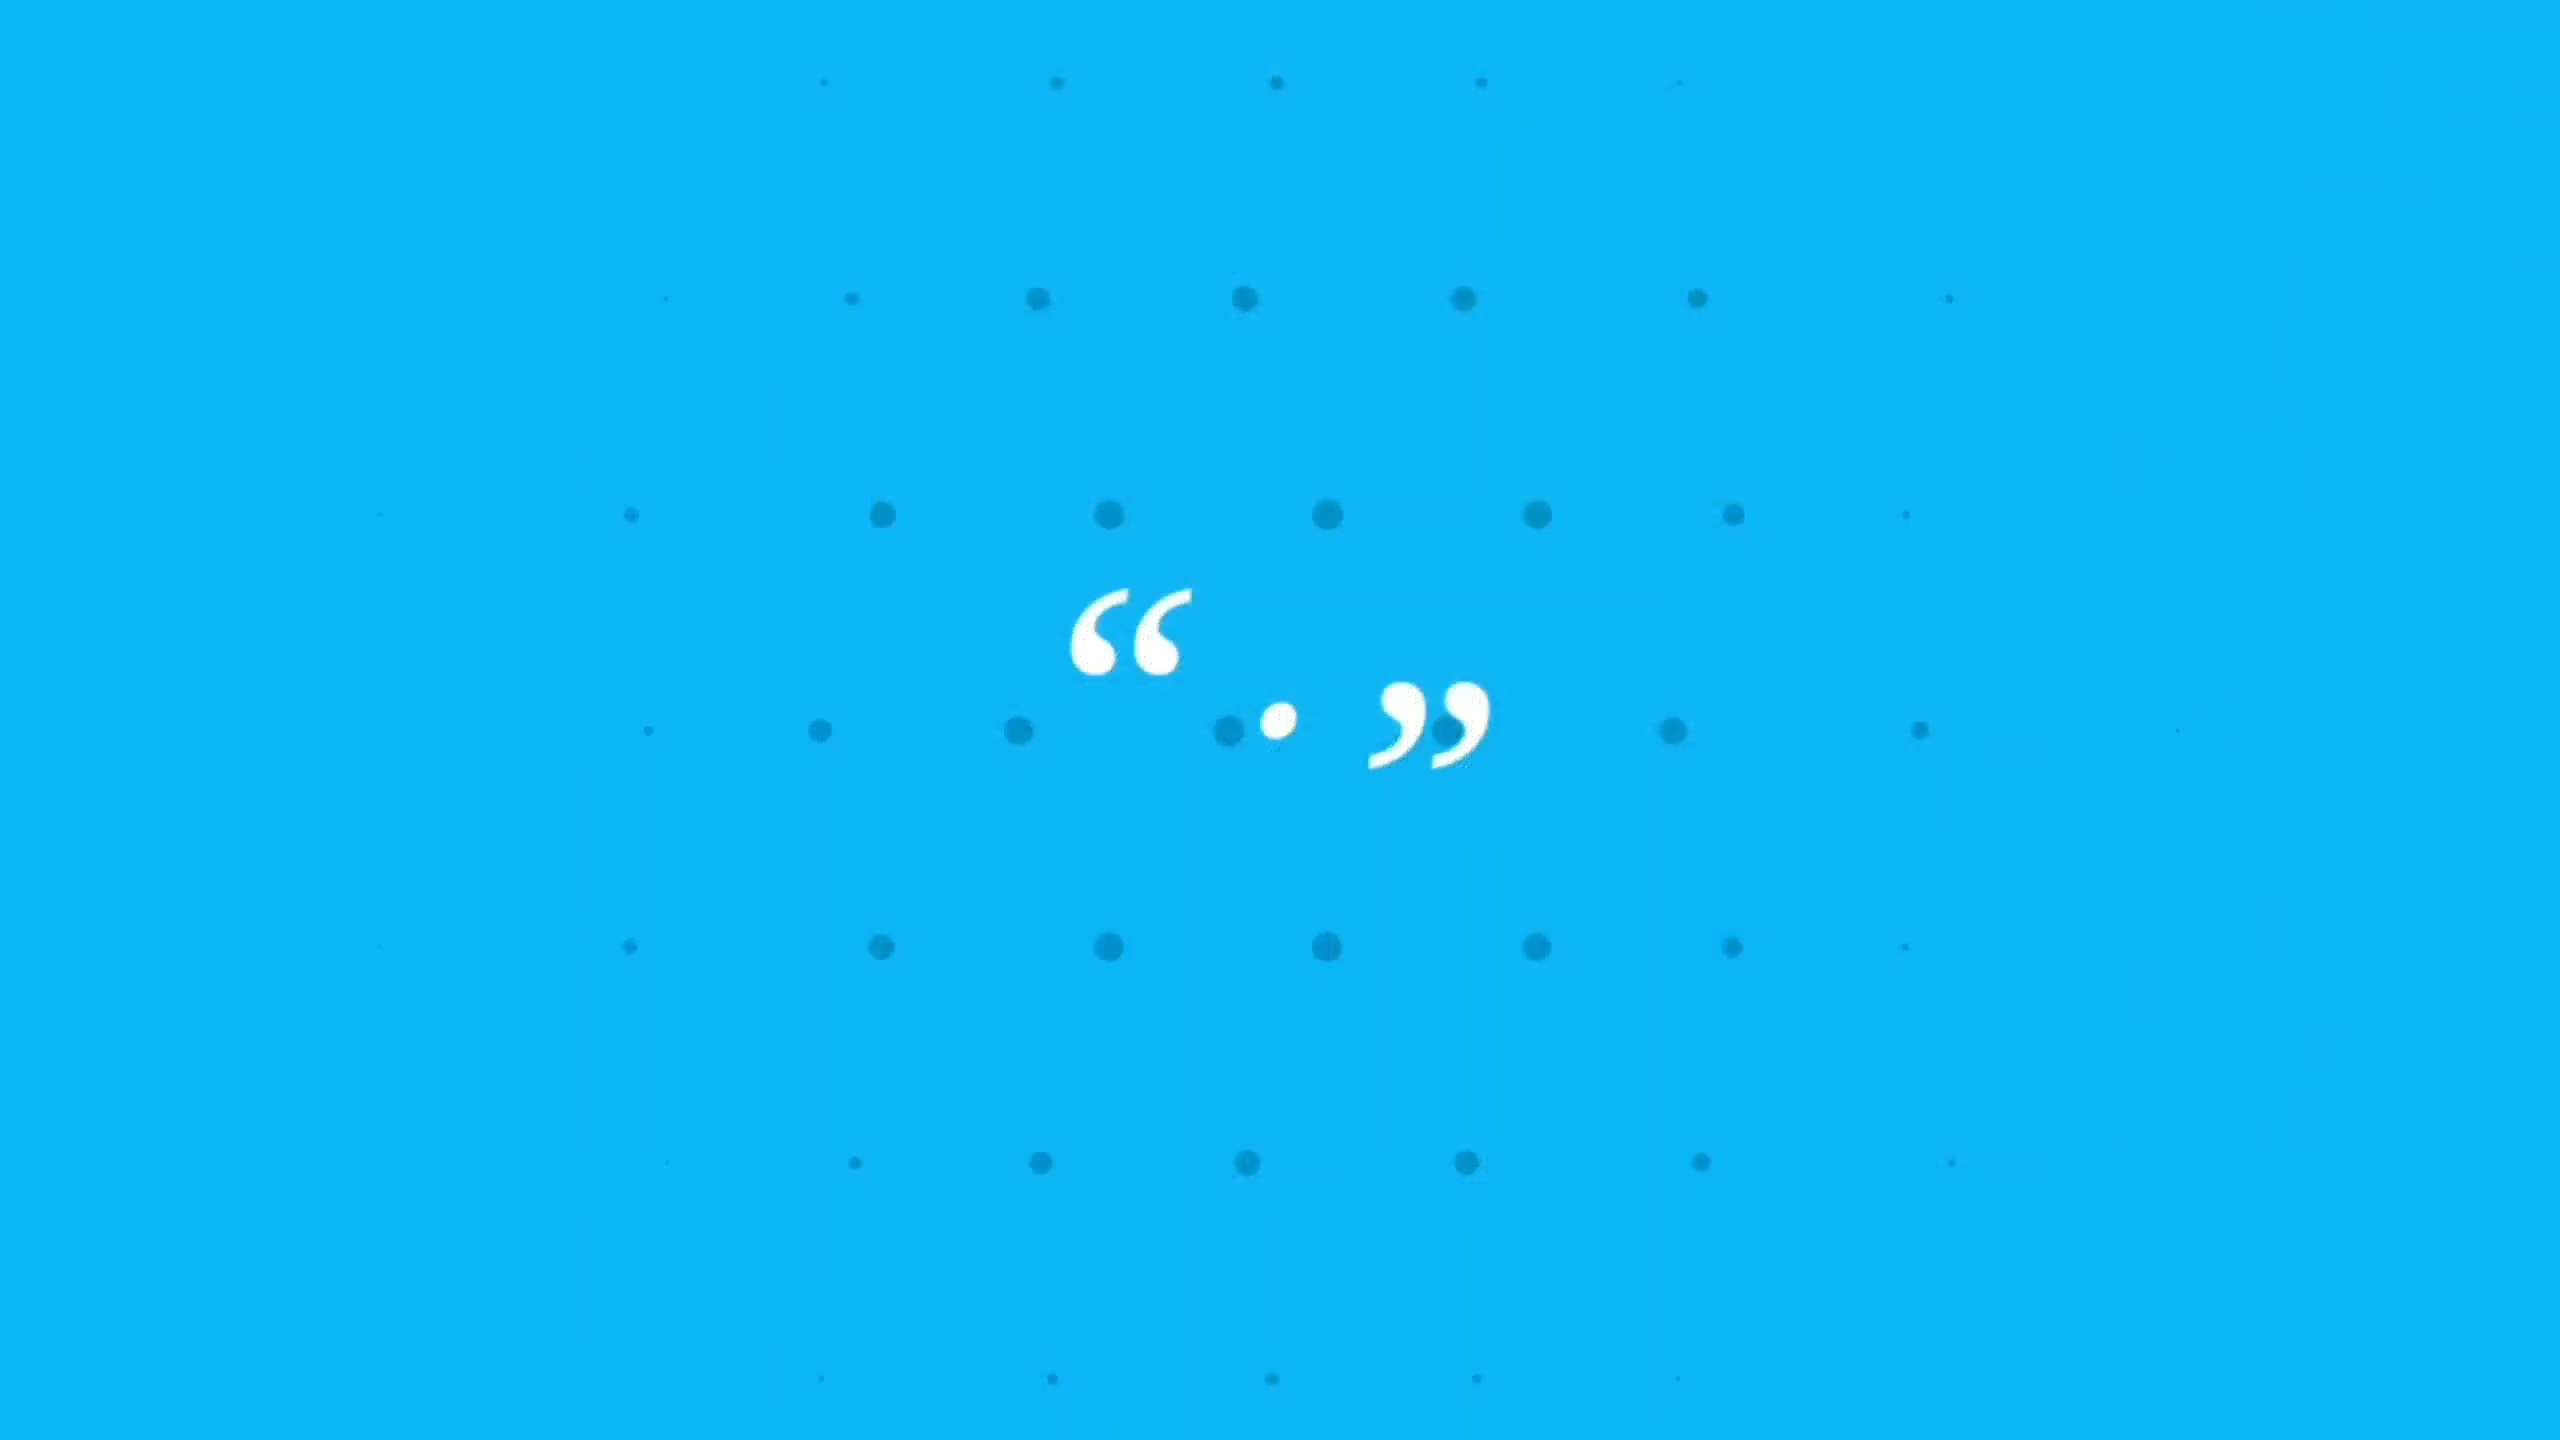 “ . ”